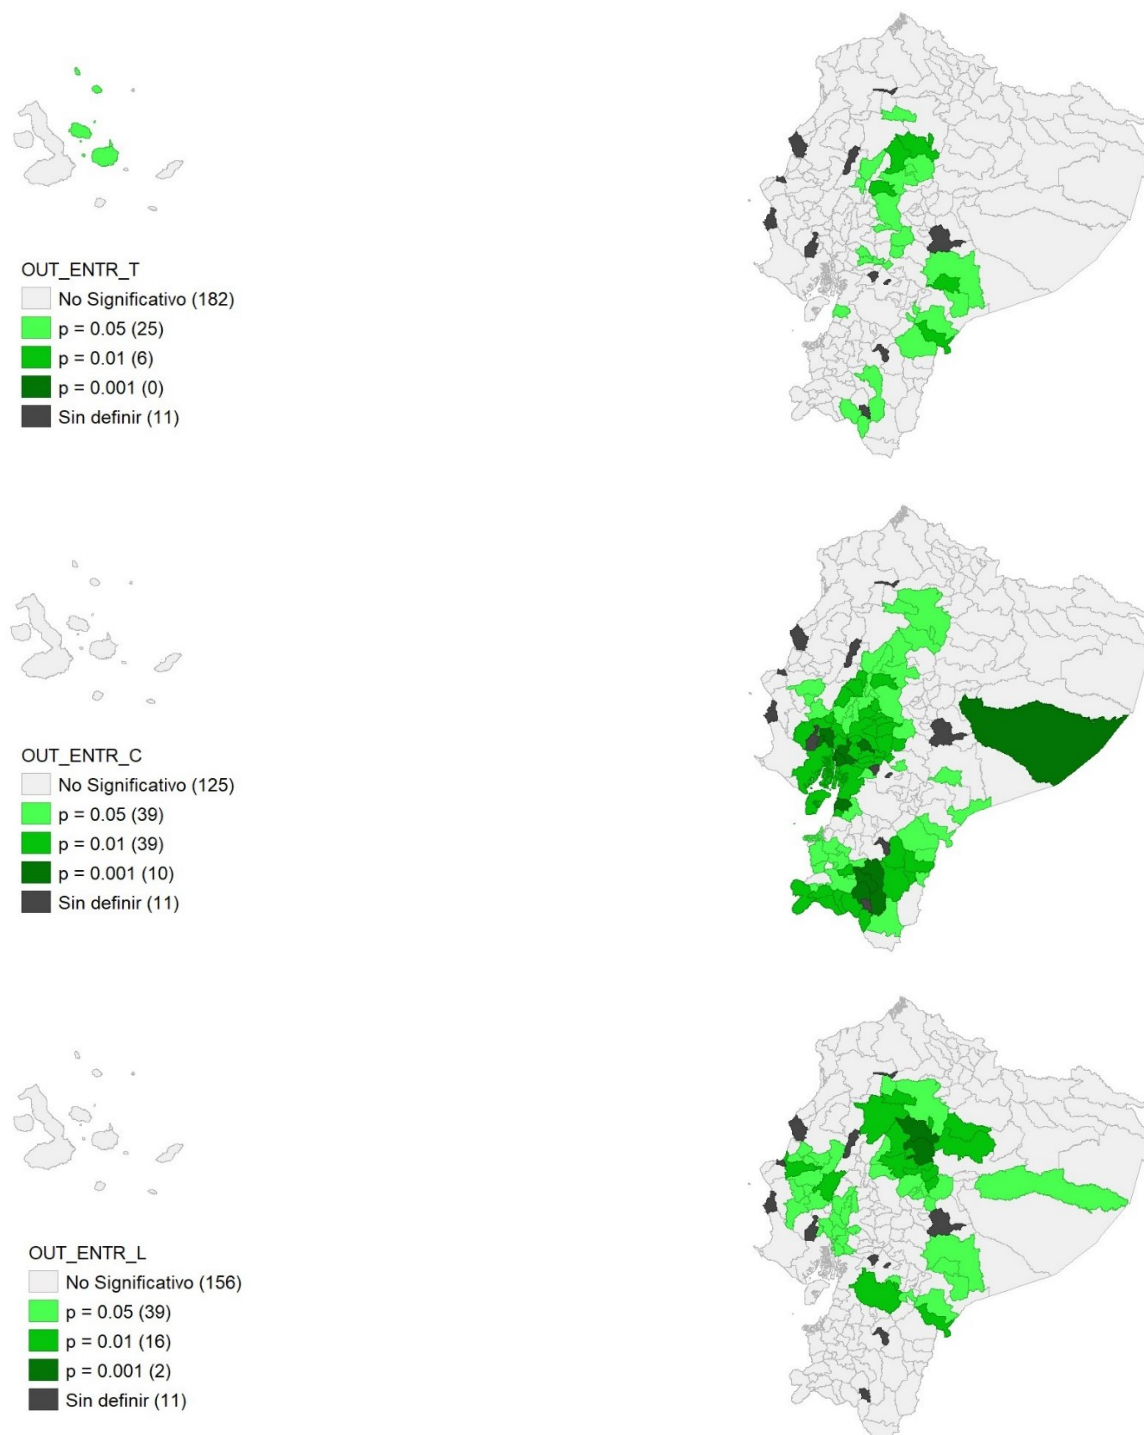 OUT_ENTR_T
No Significativo (182)
p = 0.05 (25)
p = 0.01 (6)
p = 0.001 (0)
Sin definir (11)
OUT_ENTR_C
No Significativo (125)
p = 0.05 (39)
p = 0.01 (39)
p = 0.001 (10)
Sin definir (11)
OUT_ENTR_L
No Significativo (156)
p = 0.05 (39)
p = 0.01 (16)
p = 0.001 (2)
Sin definir (11)